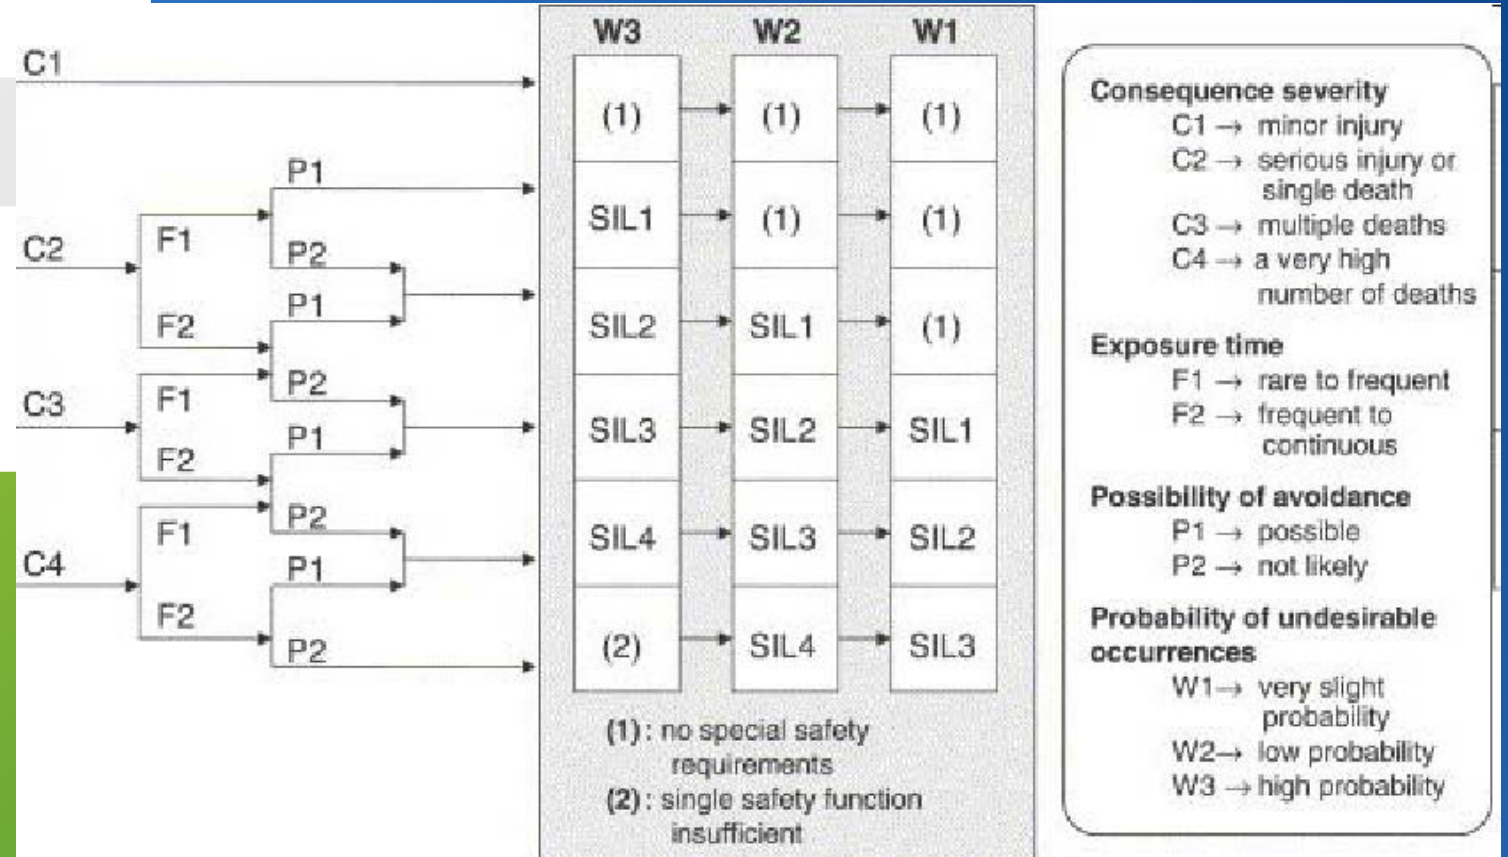 C1
C2
F1
P1
P2
F2
P1
C3
F1
P2
F2
P1
C4
F1
P2
F2
P1
P2
W3 W2 W1
(1) (1) (1)
SIL1 (1) (1)
SIL2 SIL1 (1)
SIL3 SIL2 SIL1
SIL4 SIL3 SIL2
(2) SIL4 SIL3
(1) : no special safety
requirements
(2) : single safety function
insufficient
Consequence severity
C1 → minor injury
C2 → serious injury or
single death
C3 → multiple deaths
C4 → a very high
number of deaths
Exposure time
F1 → rare to frequent
F2 → frequent to
continuous
Possibility of avoidance
P1 → possible
P2 → not likely
Probability of undesirable
occurrences
W1→ very slight
probability
W2→ low probability
W3 → high probability